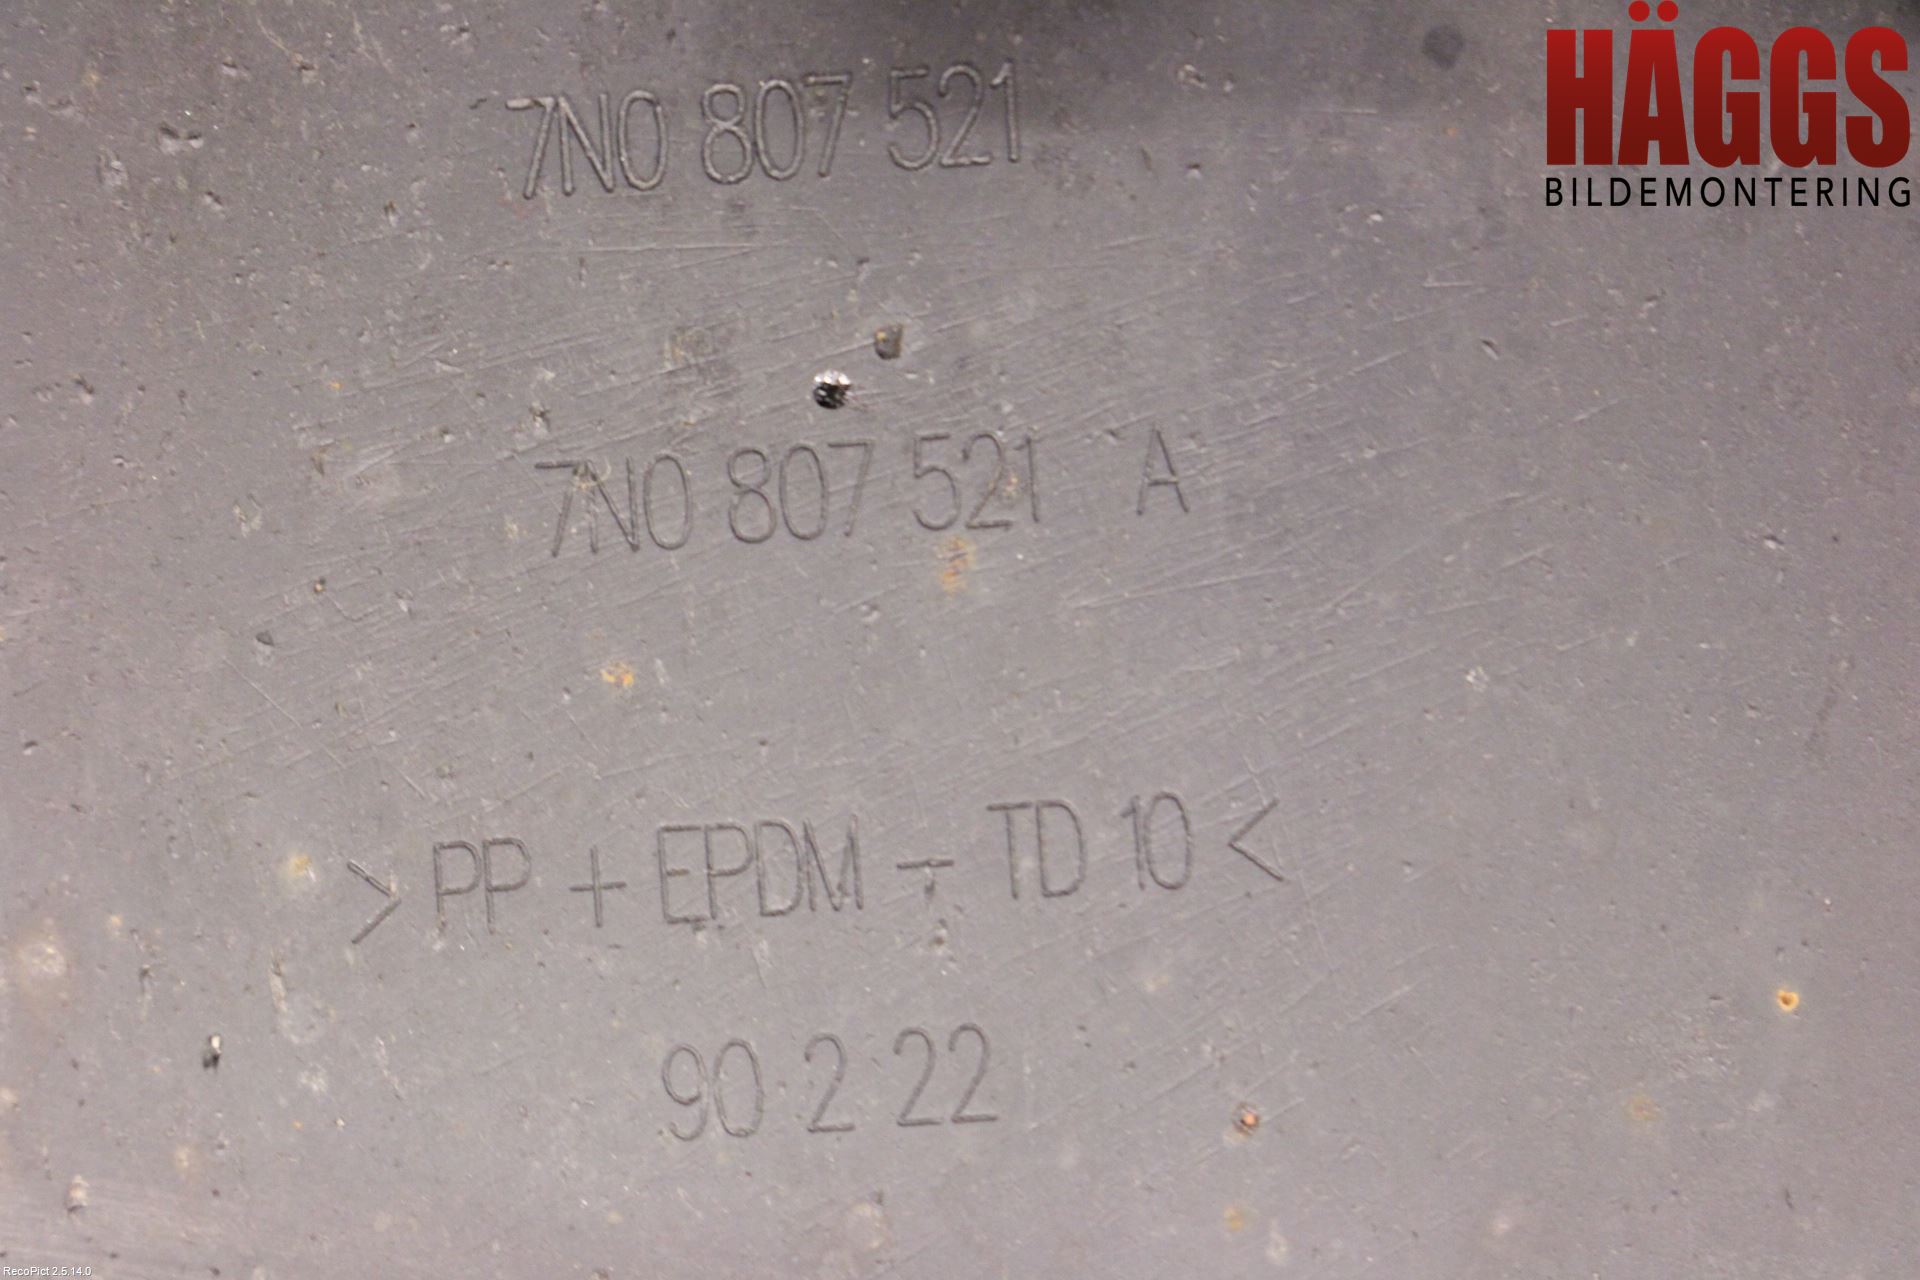 HÄGGS
BILDEMONTERING
7N0 807 521
7N0 807 521 A
> PP + EPDM - TD 10 <
90 2 22
RecoPict 2.5.14.0